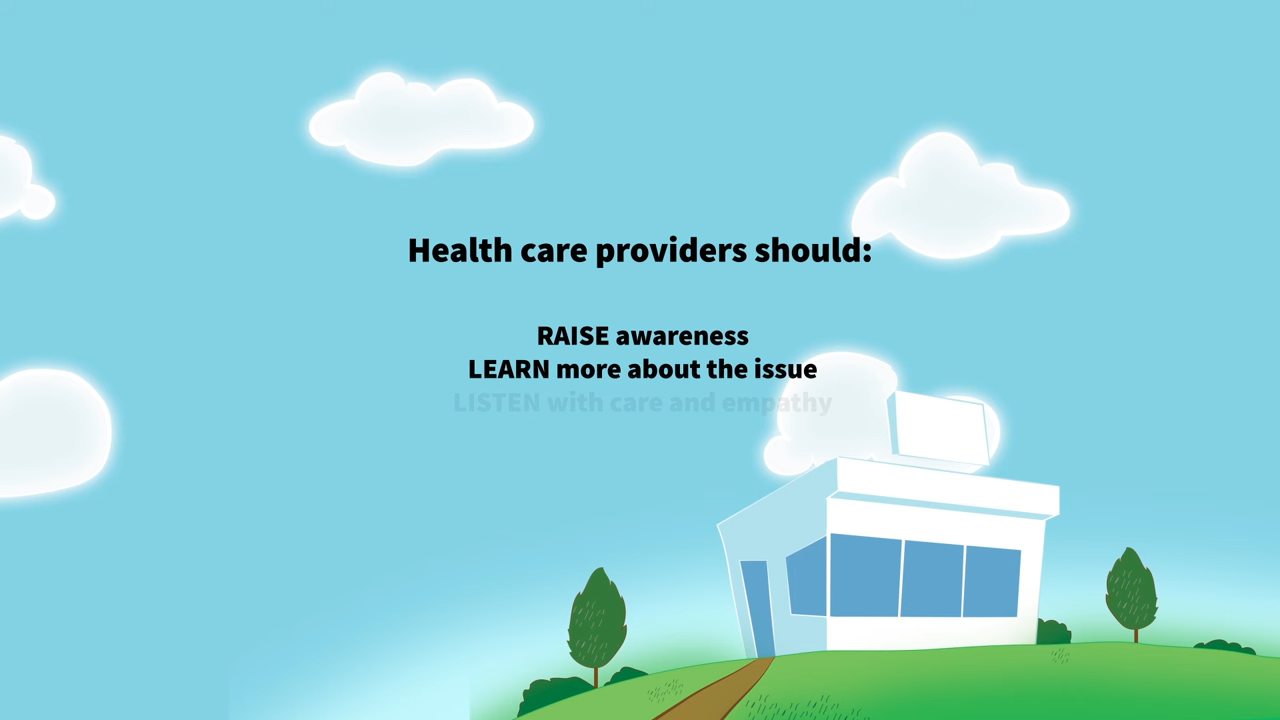 Health care providers should:
RAISE awareness
LEARN more about the issue
LISTEN with care and empathy